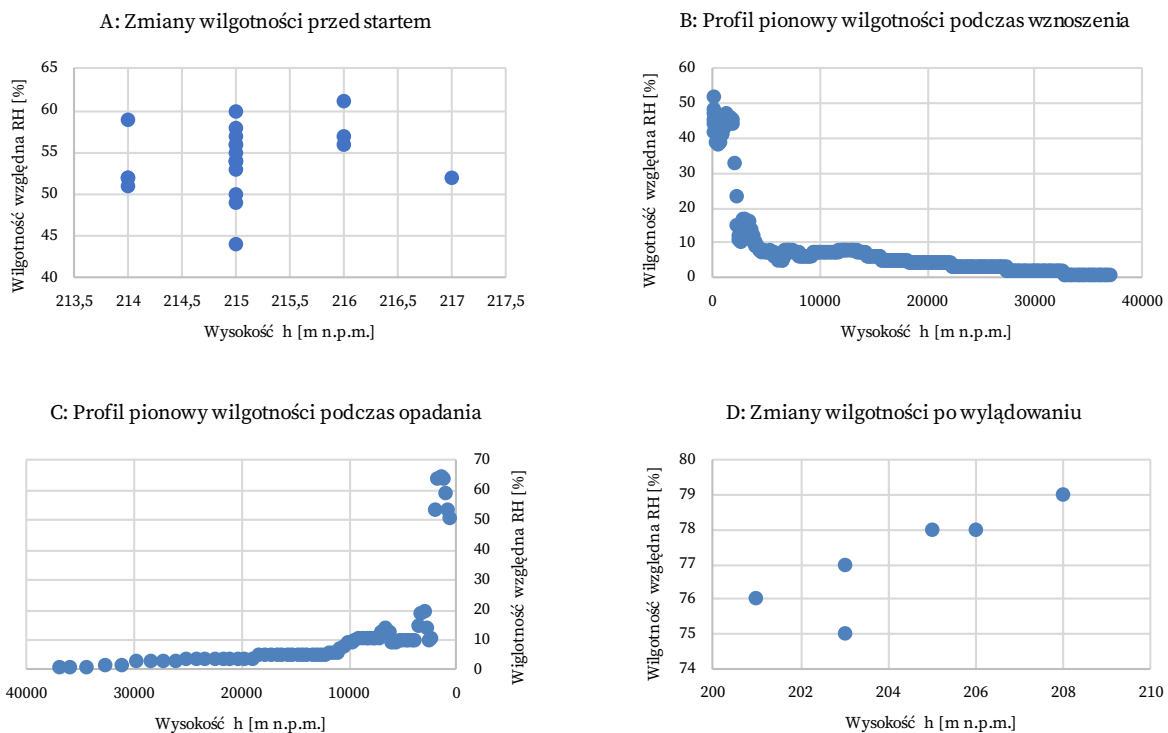 A: Zmiany wilgotności przed startem
Wilgotność względna RH [%]
65
60
55
50
45
40
213,5 214 214,5 215 215,5 216 216,5 217 217,5
Wysokość h [m n.p.m.]
B: Profil pionowy wilgotności podczas wznoszenia
Wilgotność względna RH [%]
60
50
40
30
20
10
0
0 10000 20000 30000 40000
Wysokość h [m n.p.m.]
C: Profil pionowy wilgotności podczas opadania
70
60
50
40
30
20
10
0
Wiglotność względna RH [%]
40000 30000 20000 10000 0
Wysokość h [m n.p.m.]
D: Zmiany wilgotności po wylądowaniu
Wilgotność względna RH [%]
80
79
78
77
76
75
74
200 202 204 206 208 210
Wysokość h [m n.p.m.]